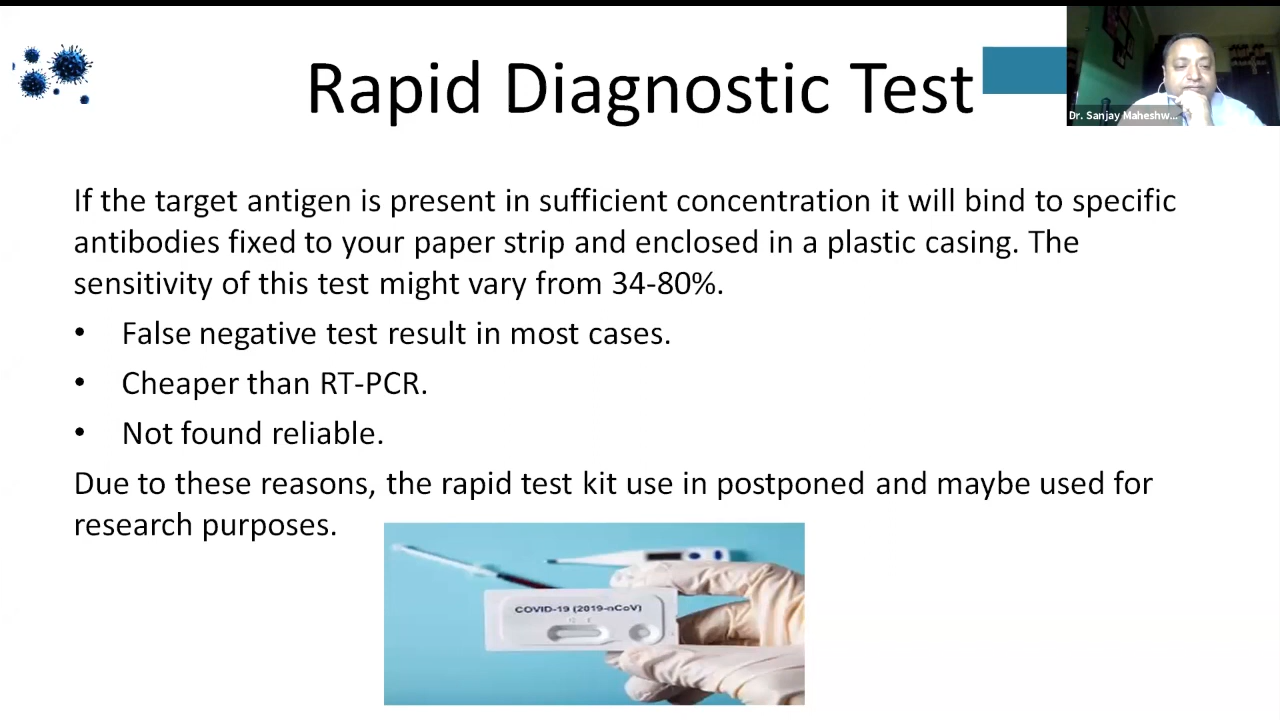 Rapid Diagnostic Test
Dr. Sanjay Maheshw...
If the target antigen is present in sufficient concentration it will bind to specific
antibodies fixed to your paper strip and enclosed in a plastic casing. The
sensitivity of this test might vary from 34-80%.
• False negative test result in most cases.
• Cheaper than RT-PCR.
• Not found reliable.
Due to these reasons, the rapid test kit use in postponed and maybe used for
research purposes.
COVID-19 (2019-nCoV)